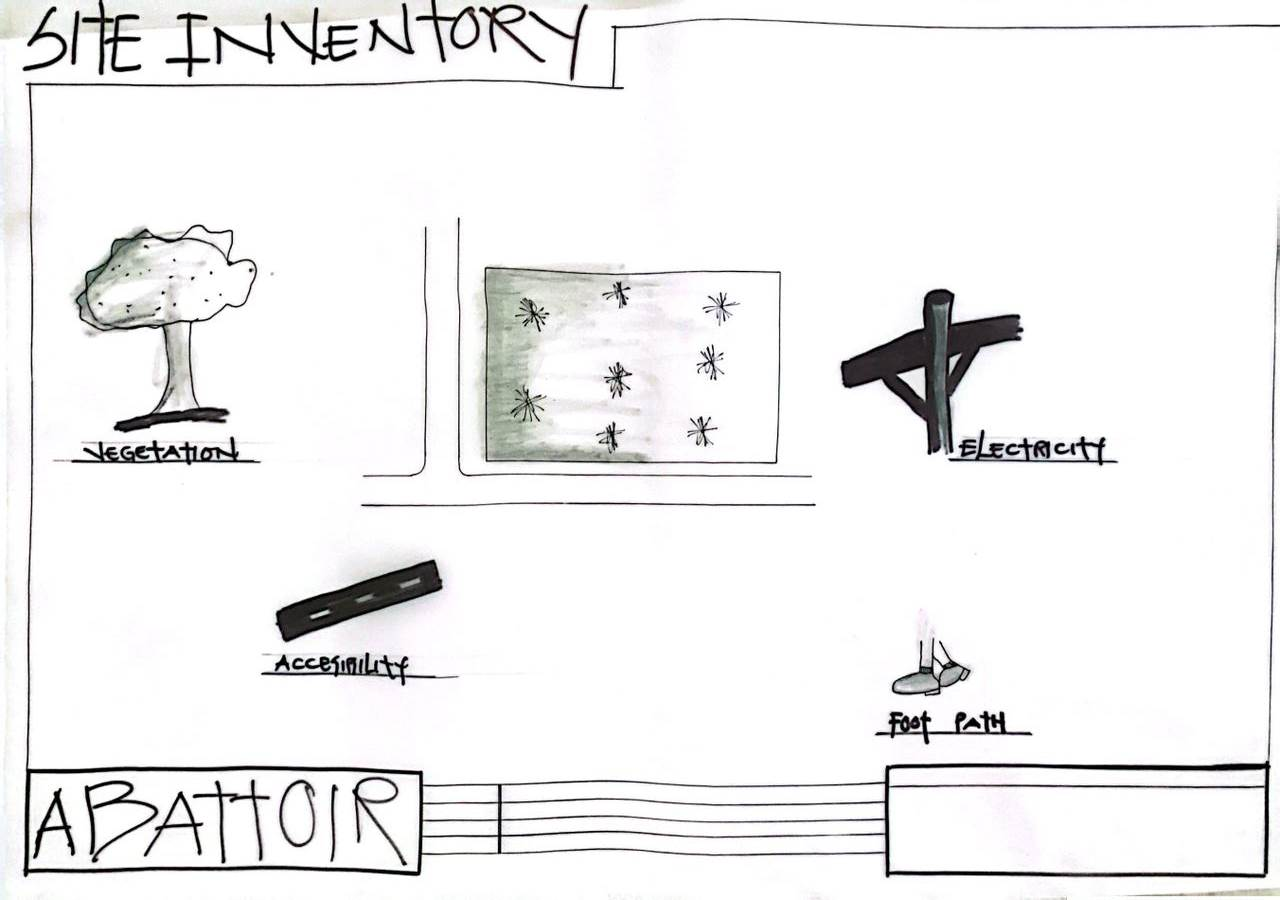 SITE INVENTORY
VEGETATION
ELECTRICITY
ACCESIBILITY
FOOT PATH
ABATTOIR